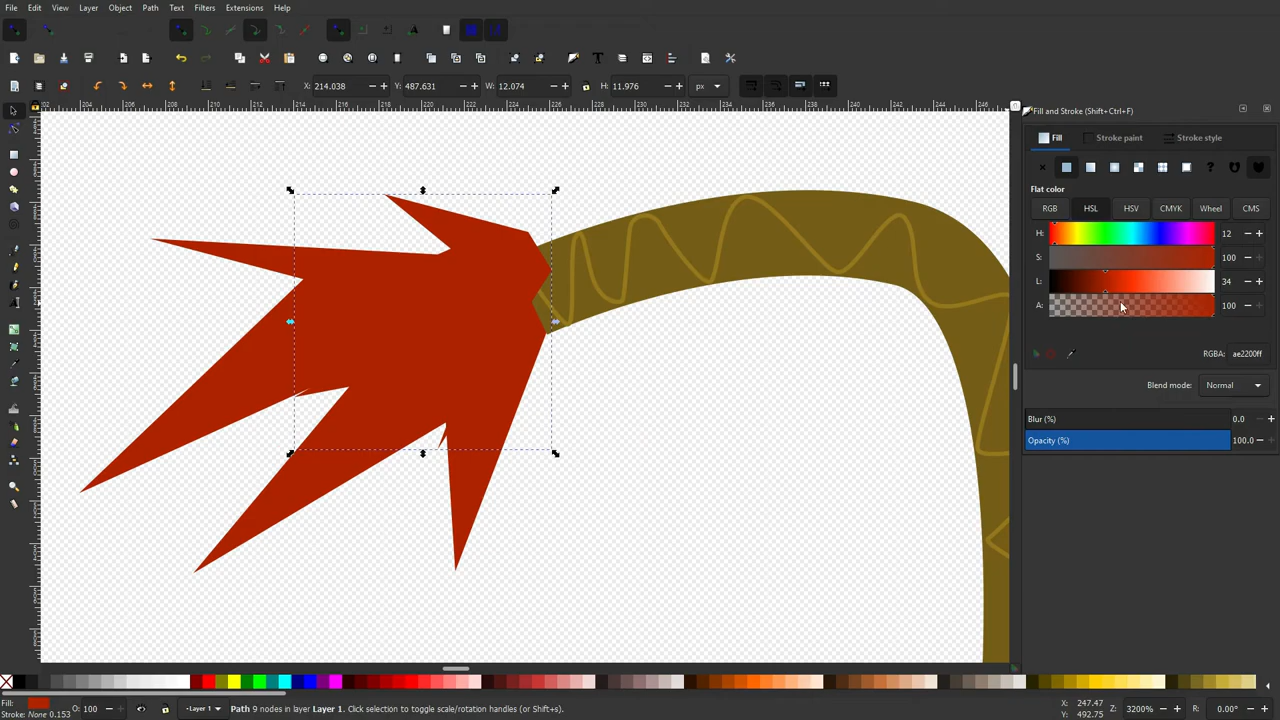 File Edit View Layer Object Path Text Filters Extensions Help
X: 214.038 Y: 487.631 W: 12.074 H: 11.976 px
Fill and Stroke (Shift+Ctrl+F)
Fill Stroke paint Stroke style
Flat color
RGB HSL HSV CMYK Wheel CMS
H: 12
S: 100
L: 34
A: 100
RGBA: ae2200ff
Blend mode: Normal
Blur (%) 0.0
Opacity (%) 100.0
Fill: O: 100 Layer 1 Path 9 nodes in layer Layer 1. Click selection to toggle scale/rotation handles (or Shift+s). X: 247.47 Z: 3200% R: 0.00°
Stroke: None 0.153 Y: 492.75